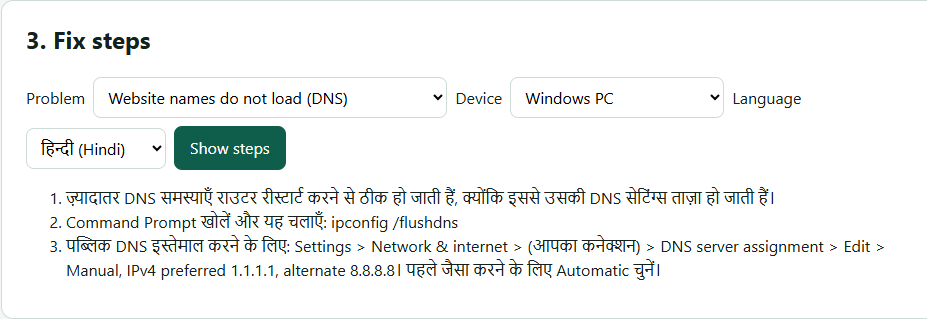 3. Fix steps
Problem Website names do not load (DNS) Device Windows PC Language
हिन्दी (Hindi) Show steps
1. ज़्यादातर DNS समस्याएँ राउटर रीस्टार्ट करने से ठीक हो जाती हैं, क्योंकि इससे उसकी DNS सेटिंग्स ताज़ा हो जाती हैं।
2. Command Prompt खोलें और यह चलाएँ: ipconfig /flushdns
3. पब्लिक DNS इस्तेमाल करने के लिए: Settings > Network & internet > (आपका कनेक्शन) > DNS server assignment > Edit >
Manual, IPv4 preferred 1.1.1.1, alternate 8.8.8.8। पहले जैसा करने के लिए Automatic चुनें।